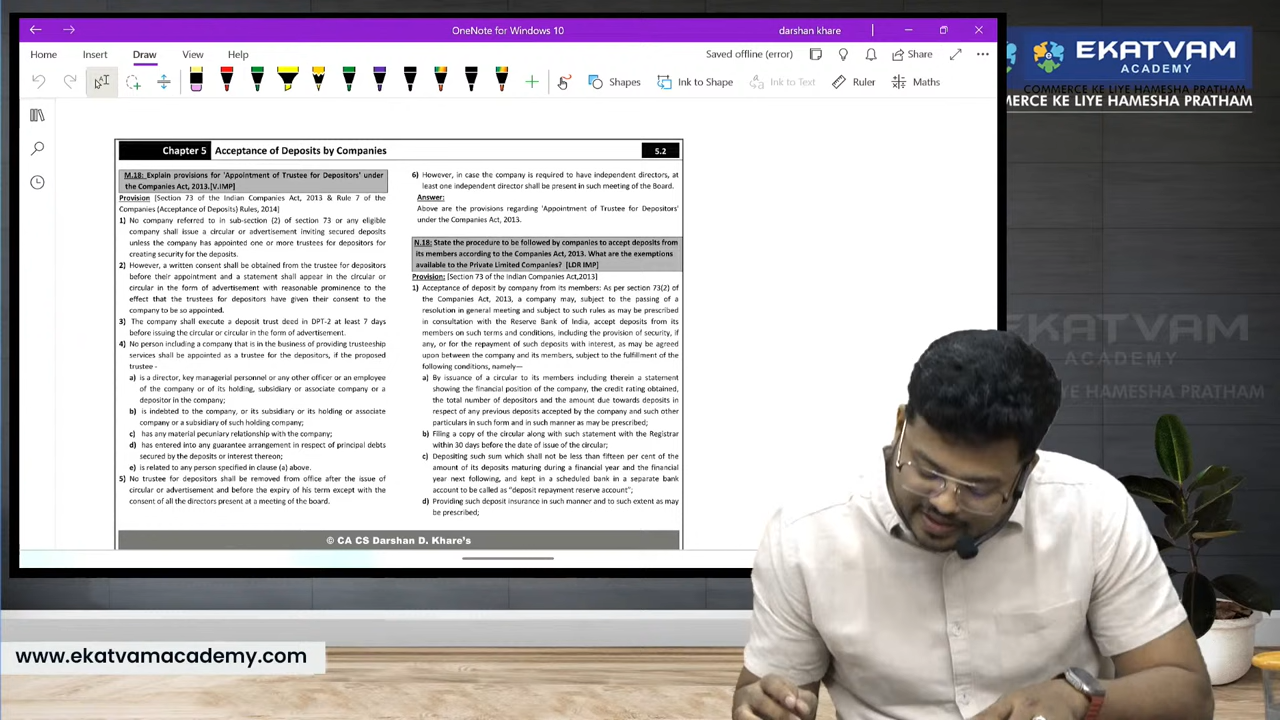 OneNote for Windows 10
darshan khare
Home
Insert
Draw
View
Help
Saved offline (error)
Share
Shapes
Ink to Shape
Ink to Text
Ruler
Maths
EKATVAM
ACADEMY
COMMERCE KE LIYE HAMESHA PRATHAM
MERCE KE LIYE HAMESHA PRATHAM
Chapter 5 Acceptance of Deposits by Companies 5.2
M.18: Explain provisions for 'Appointment of Trustee for Depositors' under
the Companies Act, 2013.[V.IMP]
Provision [Section 73 of the Indian Companies Act, 2013 & Rule 7 of the
Companies (Acceptance of Deposits) Rules, 2014]
1) No company referred to in sub-section (2) of section 73 or any eligible
company shall issue a circular or advertisement inviting secured deposits
unless the company has appointed one or more trustees for depositors for
creating security for the deposits.
2) However, a written consent shall be obtained from the trustee for depositors
before their appointment and a statement shall appear in the circular or
circular in the form of advertisement with reasonable prominence to the
effect that the trustees for depositors have given their consent to the
company to be so appointed.
3) The company shall execute a deposit trust deed in DPT-2 at least 7 days
before issuing the circular or circular in the form of advertisement.
4) No person including a company that is in the business of providing trusteeship
services shall be appointed as a trustee for the depositors, if the proposed
trustee -
a) is a director, key managerial personnel or any other officer or an employee
of the company or of its holding, subsidiary or associate company or a
depositor in the company;
b) is indebted to the company, or its subsidiary or its holding or associate
company or a subsidiary of such holding company;
c) has any material pecuniary relationship with the company;
d) has entered into any guarantee arrangement in respect of principal debts
secured by the deposits or interest thereon;
e) is related to any person specified in clause (a) above.
5) No trustee for depositors shall be removed from office after the issue of
circular or advertisement and before the expiry of his term except with the
consent of all the directors present at a meeting of the board.
6) However, in case the company is required to have independent directors, at
least one independent director shall be present in such meeting of the Board.
Answer:
Above are the provisions regarding 'Appointment of Trustee for Depositors'
under the Companies Act, 2013.
N.18: State the procedure to be followed by companies to accept deposits from
its members according to the Companies Act, 2013. What are the exemptions
available to the Private Limited Companies? [LDR IMP]
Provision: [Section 73 of the Indian Companies Act,2013]
1) Acceptance of deposit by company from its members: As per section 73(2) of
the Companies Act, 2013, a company may, subject to the passing of a
resolution in general meeting and subject to such rules as may be prescribed
in consultation with the Reserve Bank of India, accept deposits from its
members on such terms and conditions, including the provision of security, if
any, or for the repayment of such deposits with interest, as may be agreed
upon between the company and its members, subject to the fulfillment of the
following conditions, namely—
a) By issuance of a circular to its members including therein a statement
showing the financial position of the company, the credit rating obtained,
the total number of depositors and the amount due towards deposits in
respect of any previous deposits accepted by the company and such other
particulars in such form and in such manner as may be prescribed;
b) Filing a copy of the circular along with such statement with the Registrar
within 30 days before the date of issue of the circular;
c) Depositing such sum which shall not be less than fifteen per cent of the
amount of its deposits maturing during a financial year and the financial
year next following, and kept in a scheduled bank in a separate bank
account to be called as "deposit repayment reserve account";
d) Providing such deposit insurance in such manner and to such extent as may
be prescribed;
© CA CS Darshan D. Khare's
EKATVAM
ACADEMY
MERCE KE LIYE HAMESHA PRATHAM
www.ekatvamacademy.com